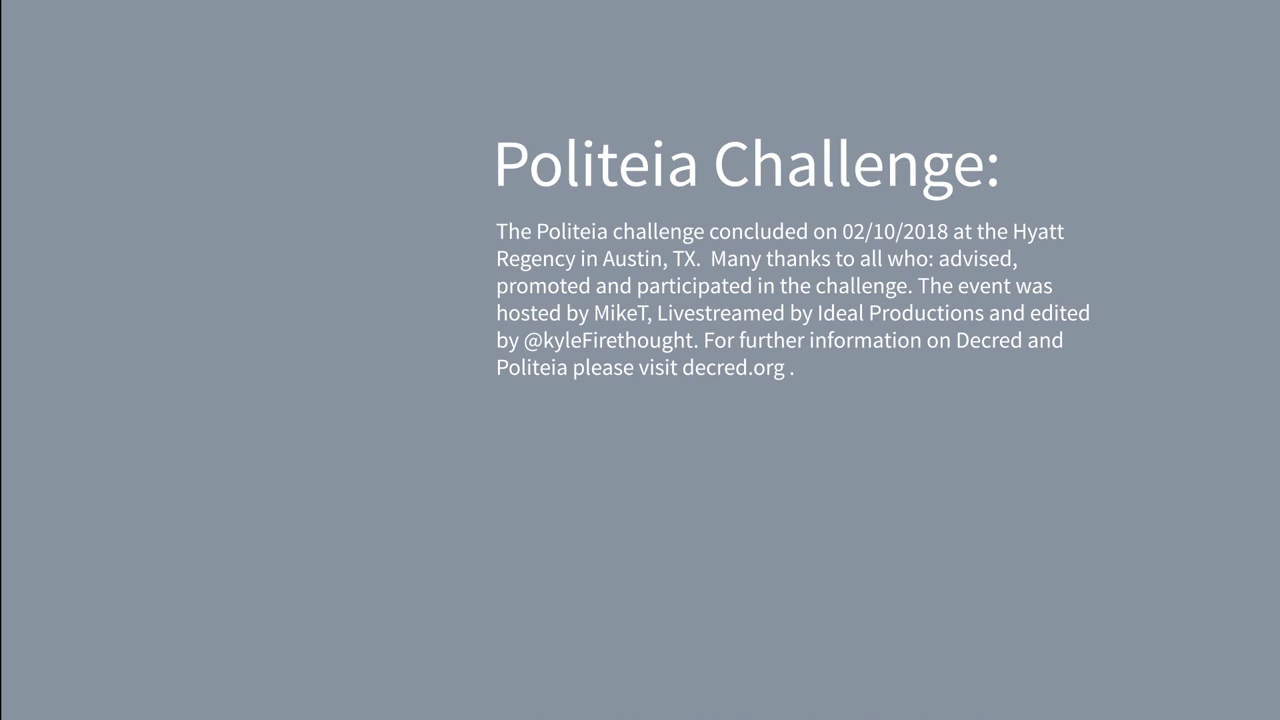 Politeia Challenge:
The Politeia challenge concluded on 02/10/2018 at the Hyatt
Regency in Austin, TX.  Many thanks to all who: advised,
promoted and participated in the challenge. The event was
hosted by MikeT, Livestreamed by Ideal Productions and edited
by @kyleFirethought. For further information on Decred and
Politeia please visit decred.org .